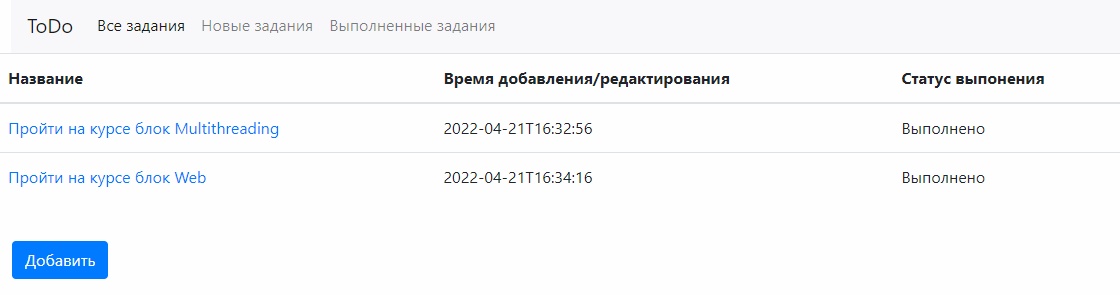 ToDo Все задания Новые задания Выполненные задания
Название Время добавления/редактирования Статус выпонения
Пройти на курсе блок Multithreading 2022-04-21T16:32:56 Выполнено
Пройти на курсе блок Web 2022-04-21T16:34:16 Выполнено
Добавить